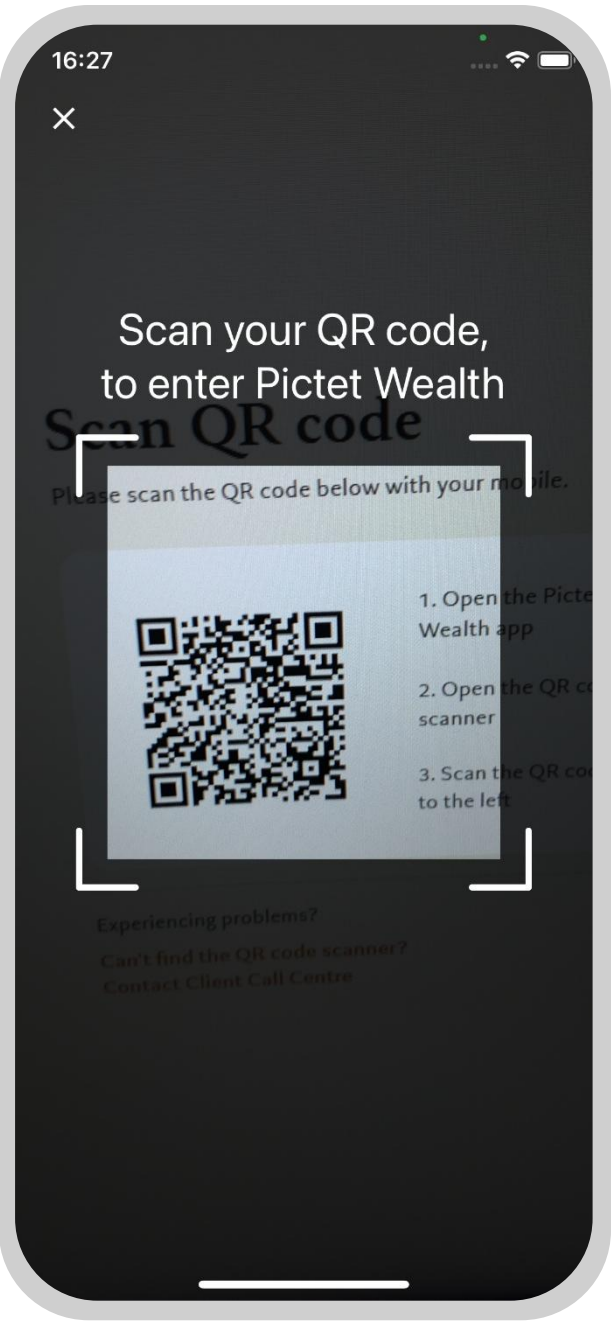 16:27
Scan your QR code,
to enter Pictet Wealth
Scan QR code
Please scan the QR code below with your mobile.
1. Open the Picte
Wealth app
2. Open the QR co
scanner
3. Scan the QR cod
to the left
Experiencing problems?
Can't find the QR code scanner?
Contact Client Call Centre